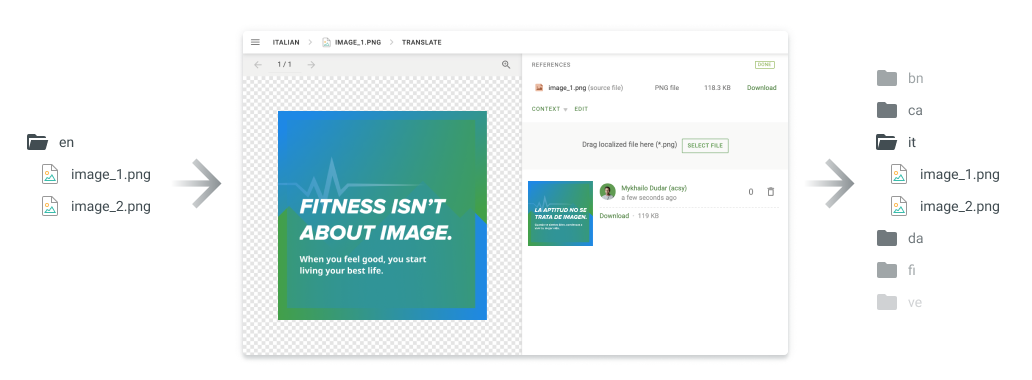 en
image_1.png
image_2.png
ITALIAN
IMAGE_1.PNG
TRANSLATE
1 / 1
FITNESS ISN'T
ABOUT IMAGE.
When you feel good, you start
living your best life.
REFERENCES
DONE
image_1.png (source file)
PNG file
118.3 KB
Download
CONTEXT
EDIT
Drag localized file here (*.png)
SELECT FILE
LA APTITUD NO SE
TRATA DE IMAGEN.
Mykhailo Dudar (acsy)
a few seconds ago
0
Download · 119 KB
bn
ca
it
image_1.png
image_2.png
da
fi
ve